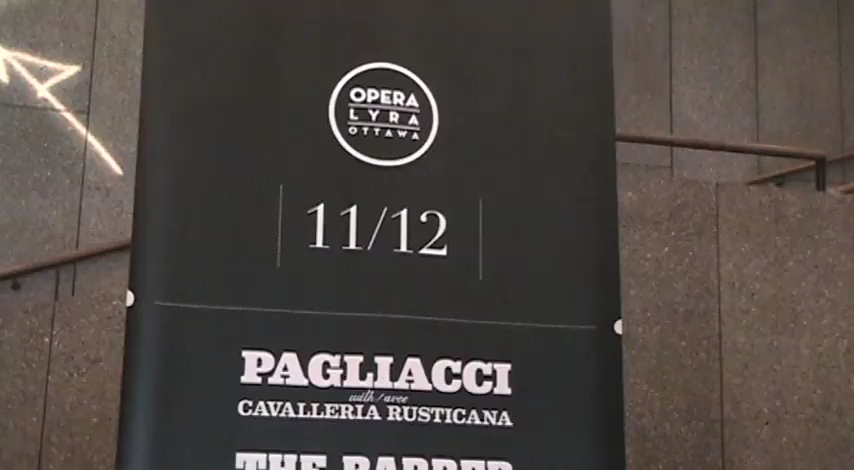 OPERA
LYRA
OTTAWA
11/12
PAGLIACCI
with / avec
CAVALLERIA RUSTICANA
THE BARBER